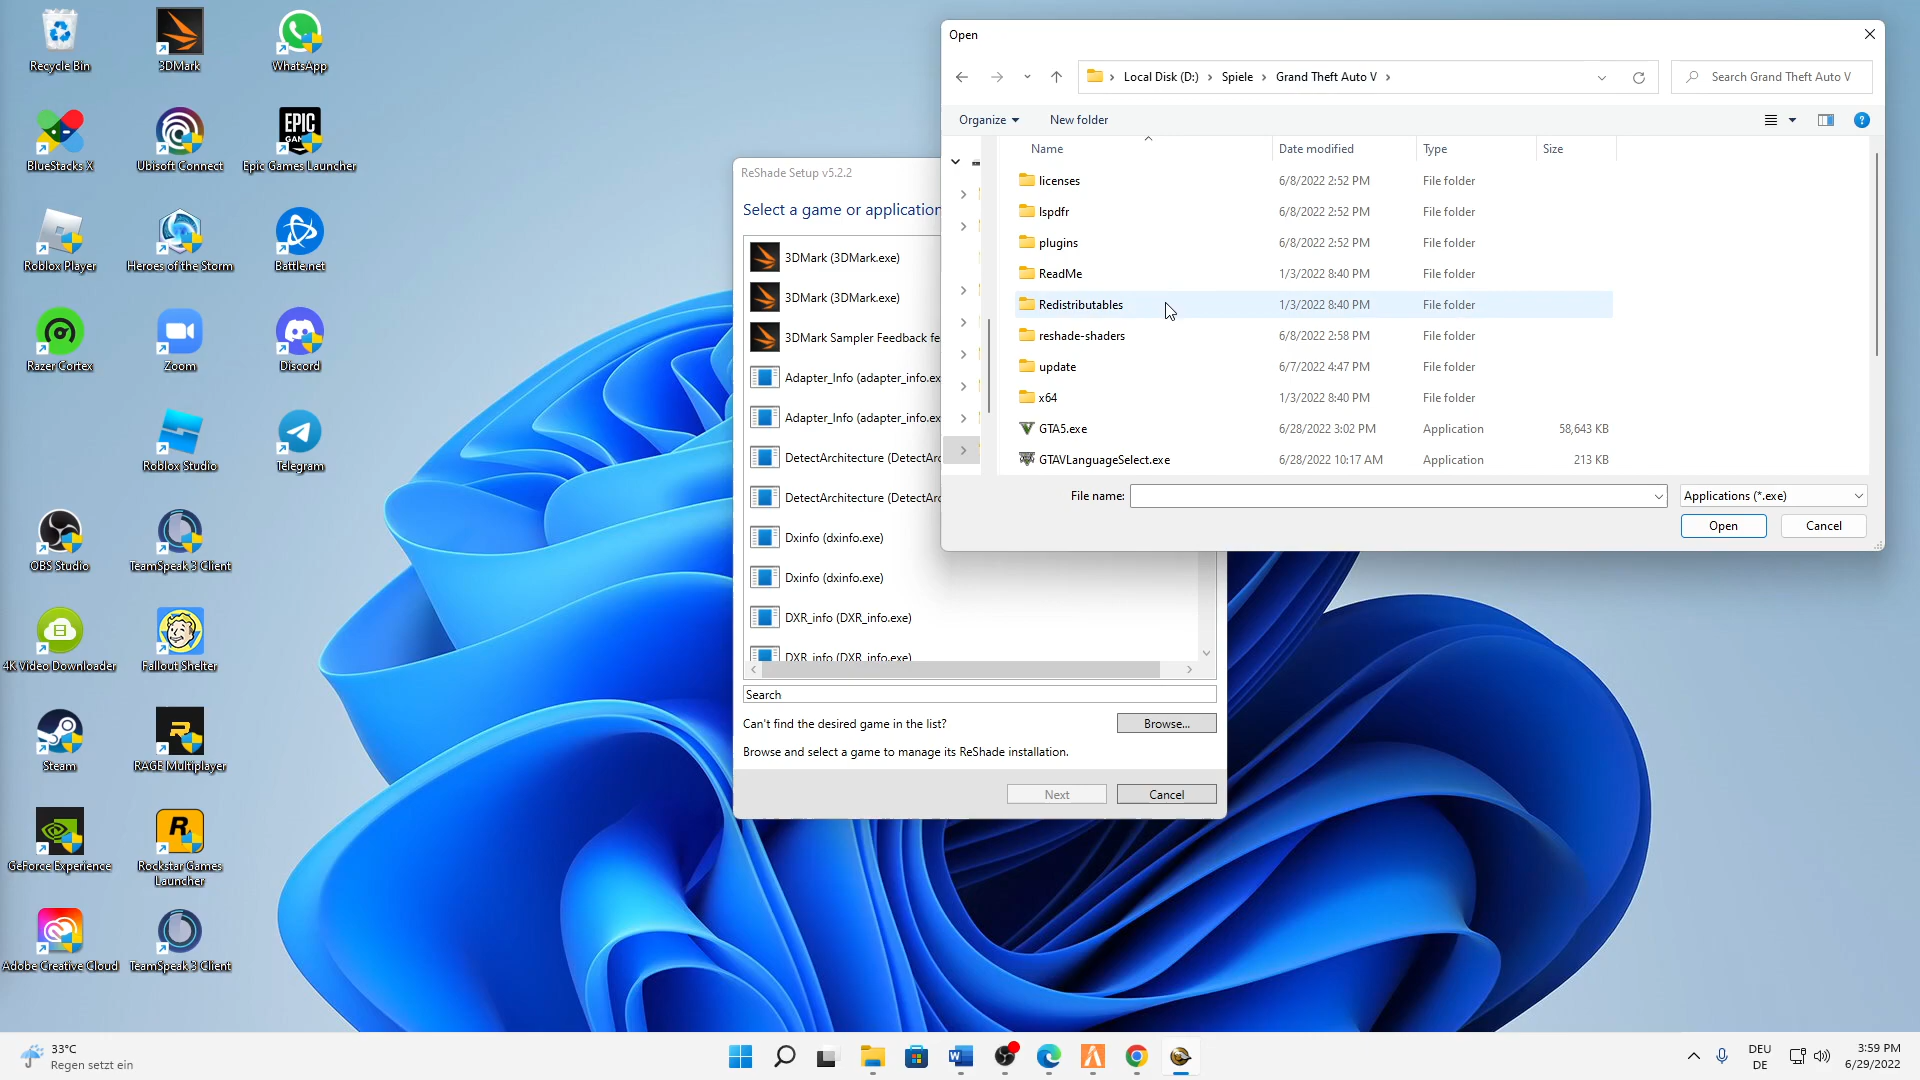 Recycle Bin
3DMark
WhatsApp
BlueStacks X
Ubisoft Connect
EPIC
Epic Games Launcher
Roblox Player
Heroes of the Storm
Battle.net
Razer Cortex
Zoom
Discord
Roblox Studio
Telegram
OBS Studio
TeamSpeak 3 Client
4K Video Downloader
Fallout Shelter
Steam
RAGE Multiplayer
GeForce Experience
Rockstar Games
Launcher
Adobe Creative Cloud
TeamSpeak 3 Client
ReShade Setup v5.2.2
Select a game or application
3DMark (3DMark.exe)
3DMark (3DMark.exe)
3DMark Sampler Feedback fe
Adapter_Info (adapter_info.ex
Adapter_Info (adapter_info.ex
DetectArchitecture (DetectArc
DetectArchitecture (DetectArc
Dxinfo (dxinfo.exe)
Dxinfo (dxinfo.exe)
DXR_info (DXR_info.exe)
DXR_info (DXR_info.exe)
Search
Can't find the desired game in the list?
Browse...
Browse and select a game to manage its ReShade installation.
Next
Cancel
Open
Local Disk (D:) > Spiele > Grand Theft Auto V >
Search Grand Theft Auto V
Organize
New folder
Name Date modified Type Size
licenses 6/8/2022 2:52 PM File folder
lspdfr 6/8/2022 2:52 PM File folder
plugins 6/8/2022 2:52 PM File folder
ReadMe 1/3/2022 8:40 PM File folder
Redistributables 1/3/2022 8:40 PM File folder
reshade-shaders 6/8/2022 2:58 PM File folder
update 6/7/2022 4:47 PM File folder
x64 1/3/2022 8:40 PM File folder
GTA5.exe 6/28/2022 3:02 PM Application 58,643 KB
GTAVLanguageSelect.exe 6/28/2022 10:17 AM Application 213 KB
File name:
Applications (*.exe)
Open
Cancel
33°C
Regen setzt ein
DEU
DE
3:59 PM
6/29/2022